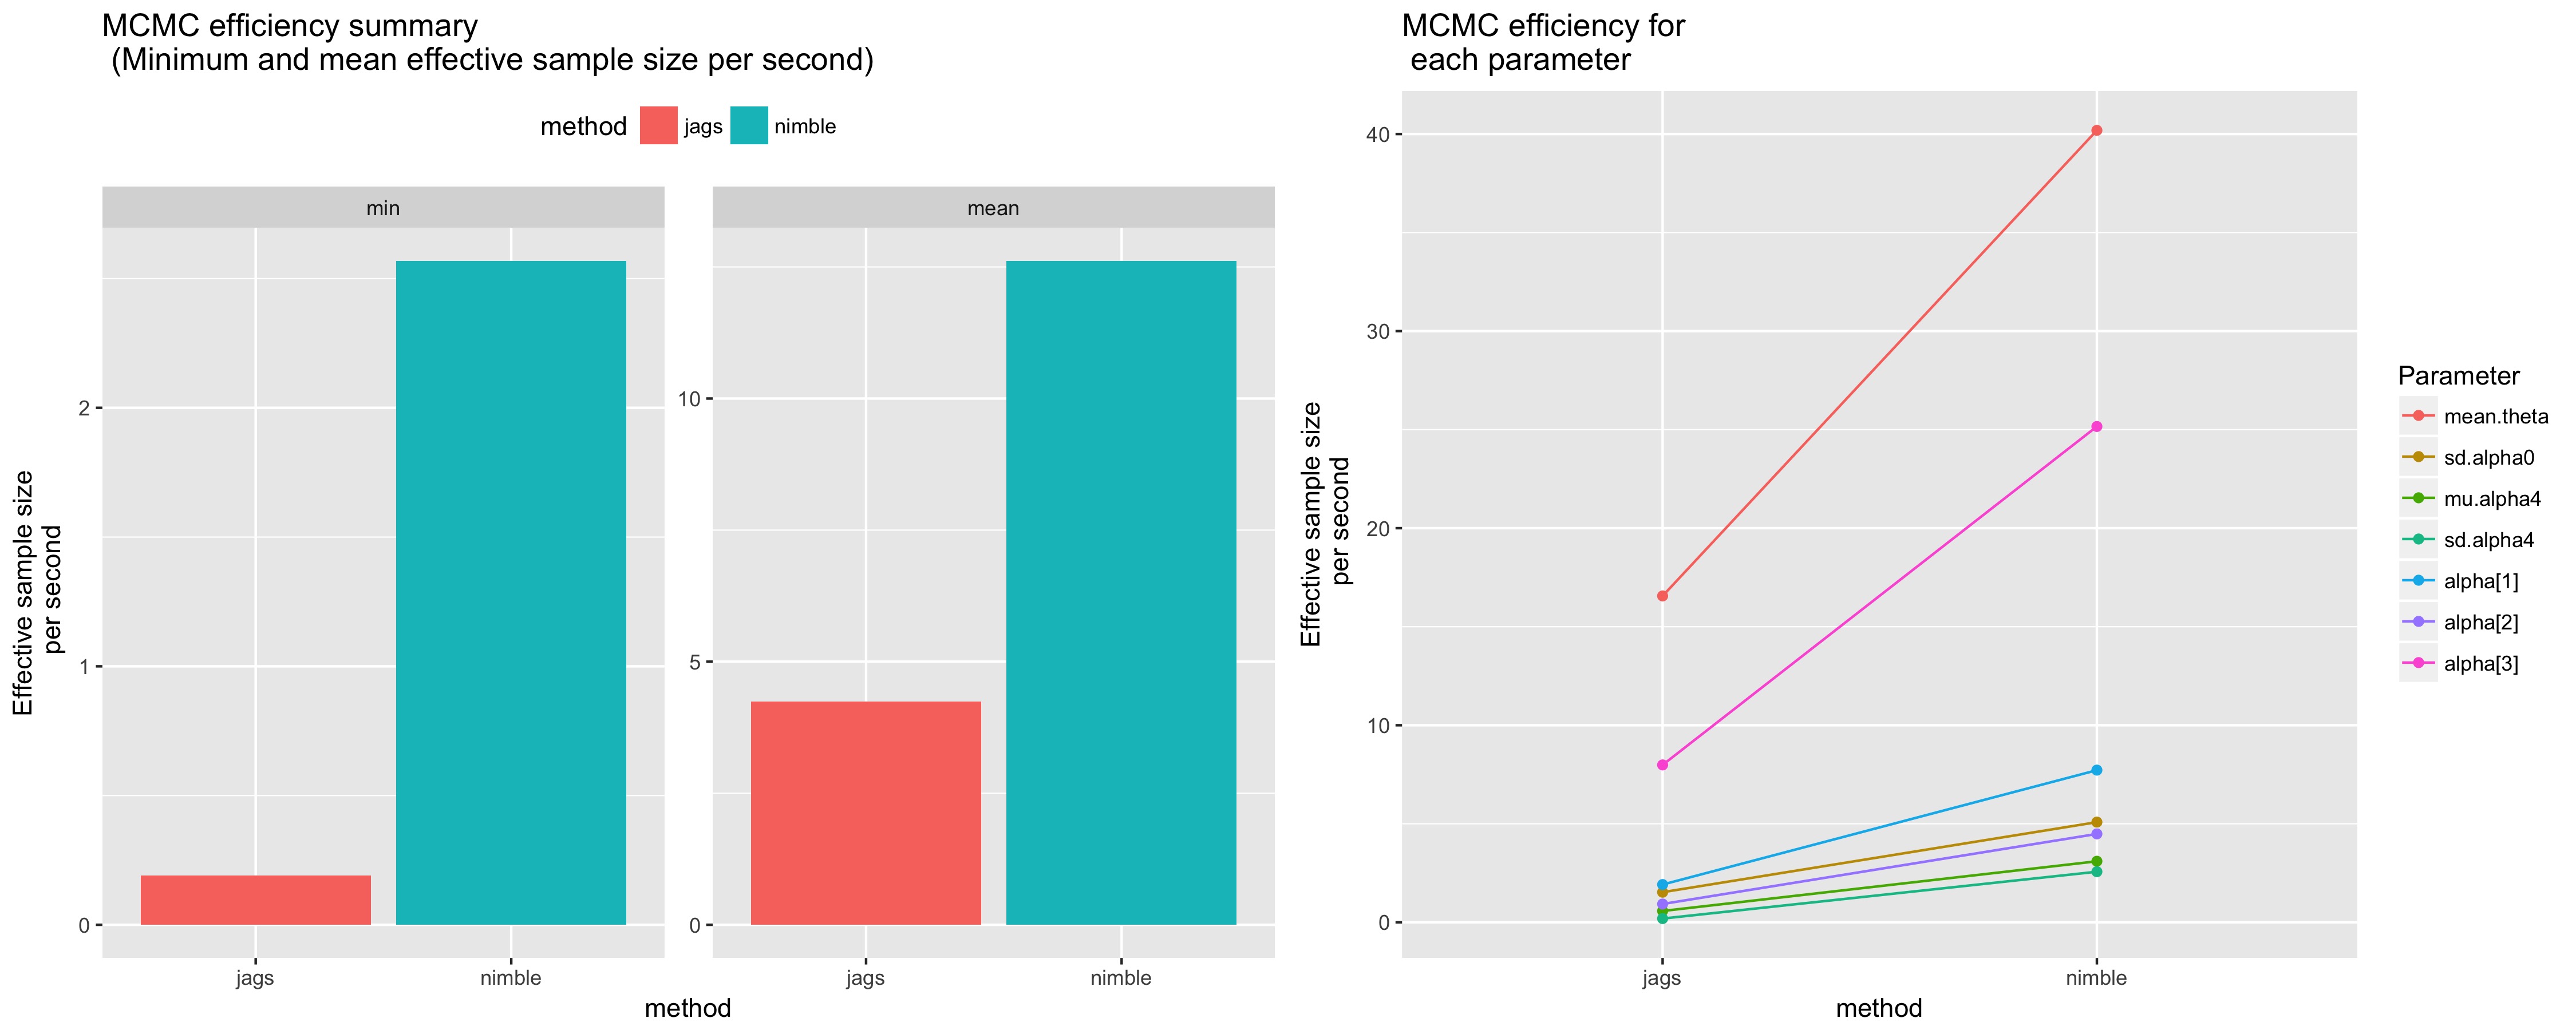 MCMC efficiency summary
(Minimum and mean effective sample size per second)
method jags nimble
min
mean
Effective sample size
per second
2
1
0
10
5
0
jags
nimble
jags
nimble
method
MCMC efficiency for
each parameter
Effective sample size
per second
40
30
20
10
0
jags
nimble
method
Parameter
mean.theta
sd.alpha0
mu.alpha4
sd.alpha4
alpha[1]
alpha[2]
alpha[3]